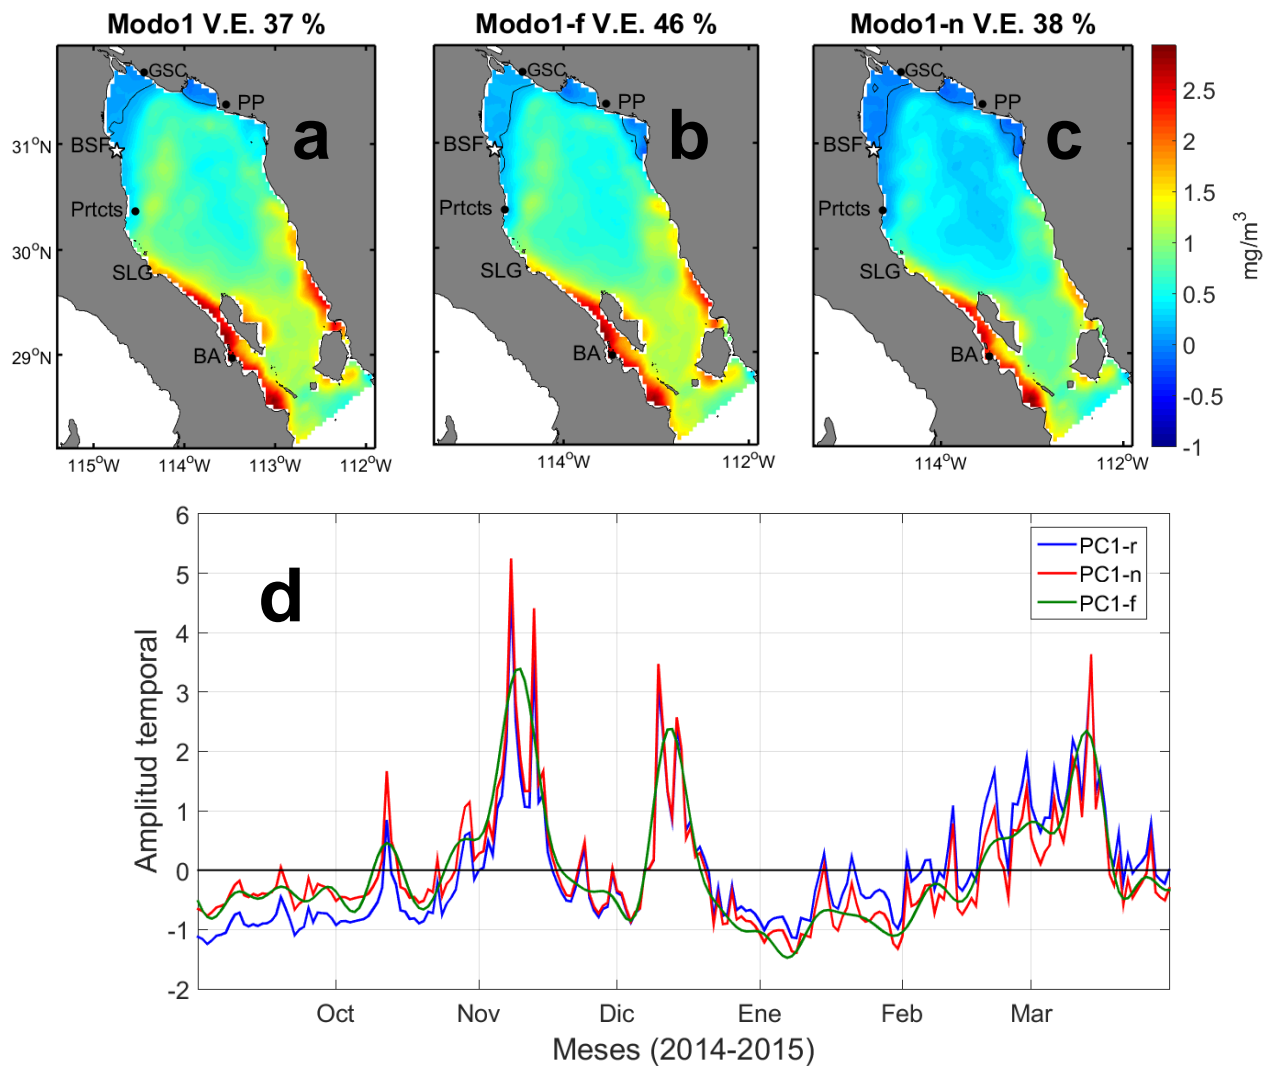 Modo1 V.E. 37 %
Modo1-f V.E. 46 %
Modo1-n V.E. 38 %
GSC
PP
a
BSF
Prtcts
SLG
BA
31°N
30°N
29°N
115°W
114°W
113°W
112°W
GSC
PP
b
BSF
Prtcts
SLG
BA
114°W
112°W
GSC
PP
c
BSF
Prtcts
SLG
BA
114°W
112°W
2.5
2
1.5
1
0.5
0
-0.5
-1
mg/m³
d
6
5
4
3
2
1
0
-1
-2
Amplitud temporal
PC1-r
PC1-n
PC1-f
Oct
Nov
Dic
Ene
Feb
Mar
Meses (2014-2015)